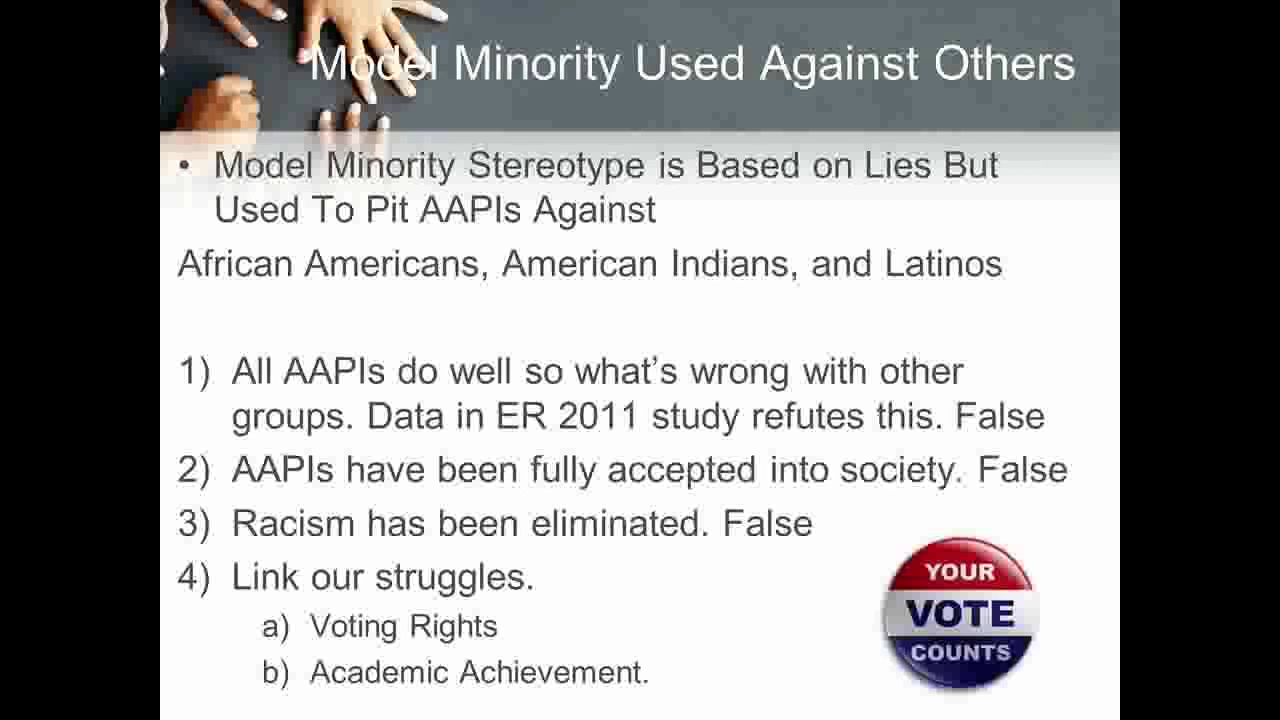 Model Minority Used Against Others
• Model Minority Stereotype is Based on Lies But
Used To Pit AAPIs Against
African Americans, American Indians, and Latinos
1) All AAPIs do well so what’s wrong with other
groups. Data in ER 2011 study refutes this. False
2) AAPIs have been fully accepted into society. False
3) Racism has been eliminated. False
4) Link our struggles.
a) Voting Rights
b) Academic Achievement.
YOUR
VOTE
COUNTS